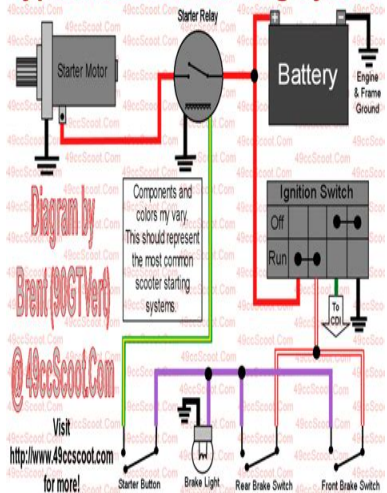 Starter Relay
Starter Motor
Battery
Engine
& Frame
Ground
Components and
colors my vary.
This should represent
the most common
scooter starting
systems.
Ignition Switch
Off
Run
To
CDI
Diagram by
Brent (90GTVert)
@ 49ccScoot.Com
Visit
http://www.49ccscoot.com
for more!
Starter Button
Brake Light
Rear Brake Switch
Front Brake Switch
49ccScoot.Com